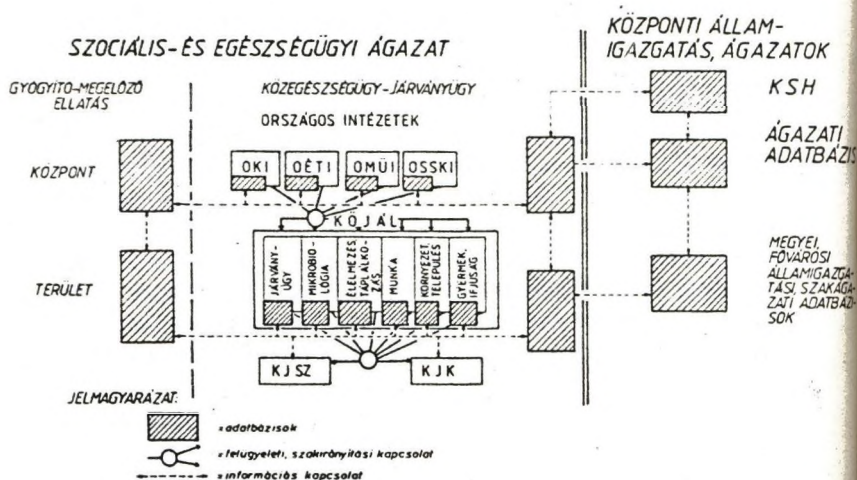 SZOCIÁLIS- ÉS EGÉSZSÉGÜGYI ÁGAZAT
KÖZPONTI ÁLLAM-
IGAZGATÁS, ÁGAZATOK
GYÓGYÍTÓ-MEGELŐZŐ
ELLÁTÁS
KÖZEGÉSZSÉGÜGY-JÁRVÁNYÜGY
ORSZÁGOS INTÉZETEK
KSH
KÖZPONT
OKI
OÉTI
OMÜI
OSSKI
ÁGAZATI
ADATBÁZIS
KÖJÁL
TERÜLET
JÁRVÁNY-
ÜGY
MIKROBIO-
LÓGIA
ÉLELMEZÉS,
TÁPLÁLKO-
ZÁS
MUNKA
KÖRNYEZET,
TELEPÜLÉS
GYERMEK,
IFJUSÁG
MEGYEI,
FŐVÁROSI
ÁLLAMIGAZGA-
TÁSI, SZAKÁGA-
ZATI ADATBÁZI-
SOK
KJSZ
KJK
JELMAGYARÁZAT:
= adatbázisok
= felügyeleti, szakirányitási kapcsolat
= információs kapcsolat